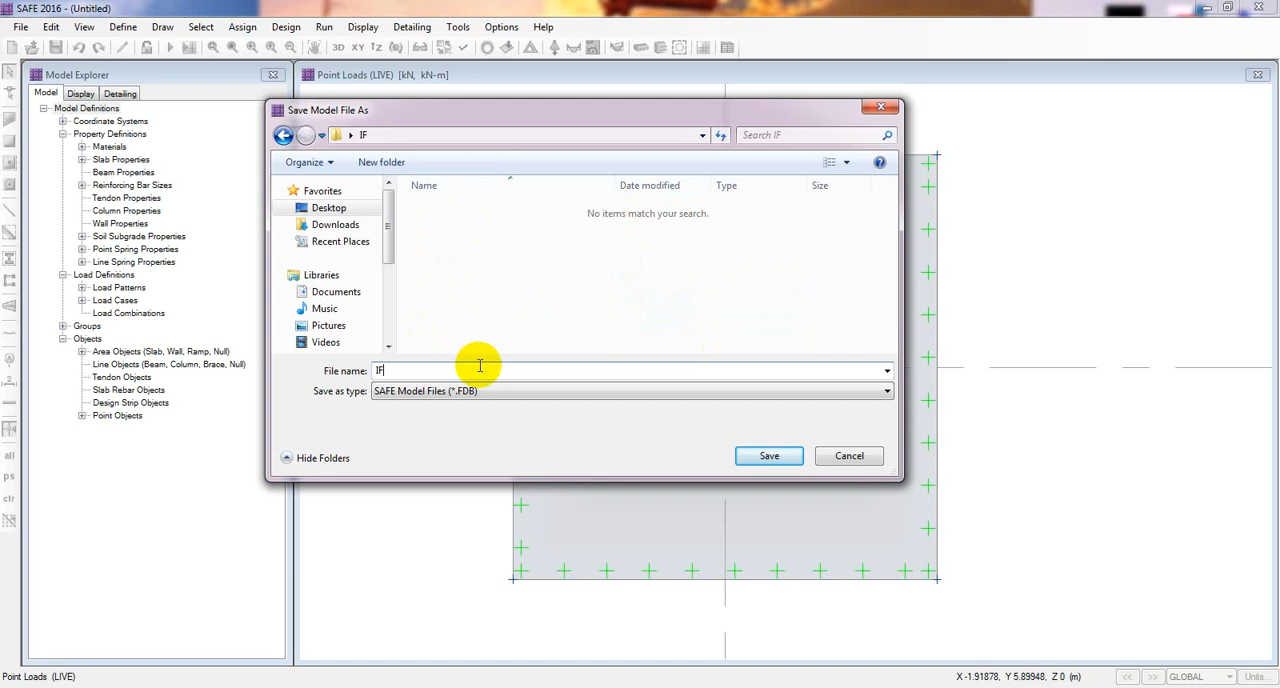 SAFE 2016 - (Untitled)
File Edit View Define Draw Select Assign Design Run Display Detailing Tools Options Help
3D XY
Model Explorer
Model Display Detailing
Model Definitions
Coordinate Systems
Property Definitions
Materials
Slab Properties
Beam Properties
Reinforcing Bar Sizes
Tendon Properties
Column Properties
Wall Properties
Soil Subgrade Properties
Point Spring Properties
Line Spring Properties
Load Definitions
Load Patterns
Load Cases
Load Combinations
Groups
Objects
Area Objects (Slab, Wall, Ramp, Null)
Line Objects (Beam, Column, Brace, Null)
Tendon Objects
Slab Rebar Objects
Design Strip Objects
Point Objects
all
ps
clr
Point Loads (LIVE) [kN, kN-m]
Save Model File As
IF
Search IF
Organize New folder
Favorites
Desktop
Downloads
Recent Places
Libraries
Documents
Music
Pictures
Videos
Name Date modified Type Size
No items match your search.
File name: IF
Save as type: SAFE Model Files (*.FDB)
Hide Folders
Save Cancel
Point Loads (LIVE)
X -1.91878, Y 5.89948, Z 0 (m)
<< >> GLOBAL Units...